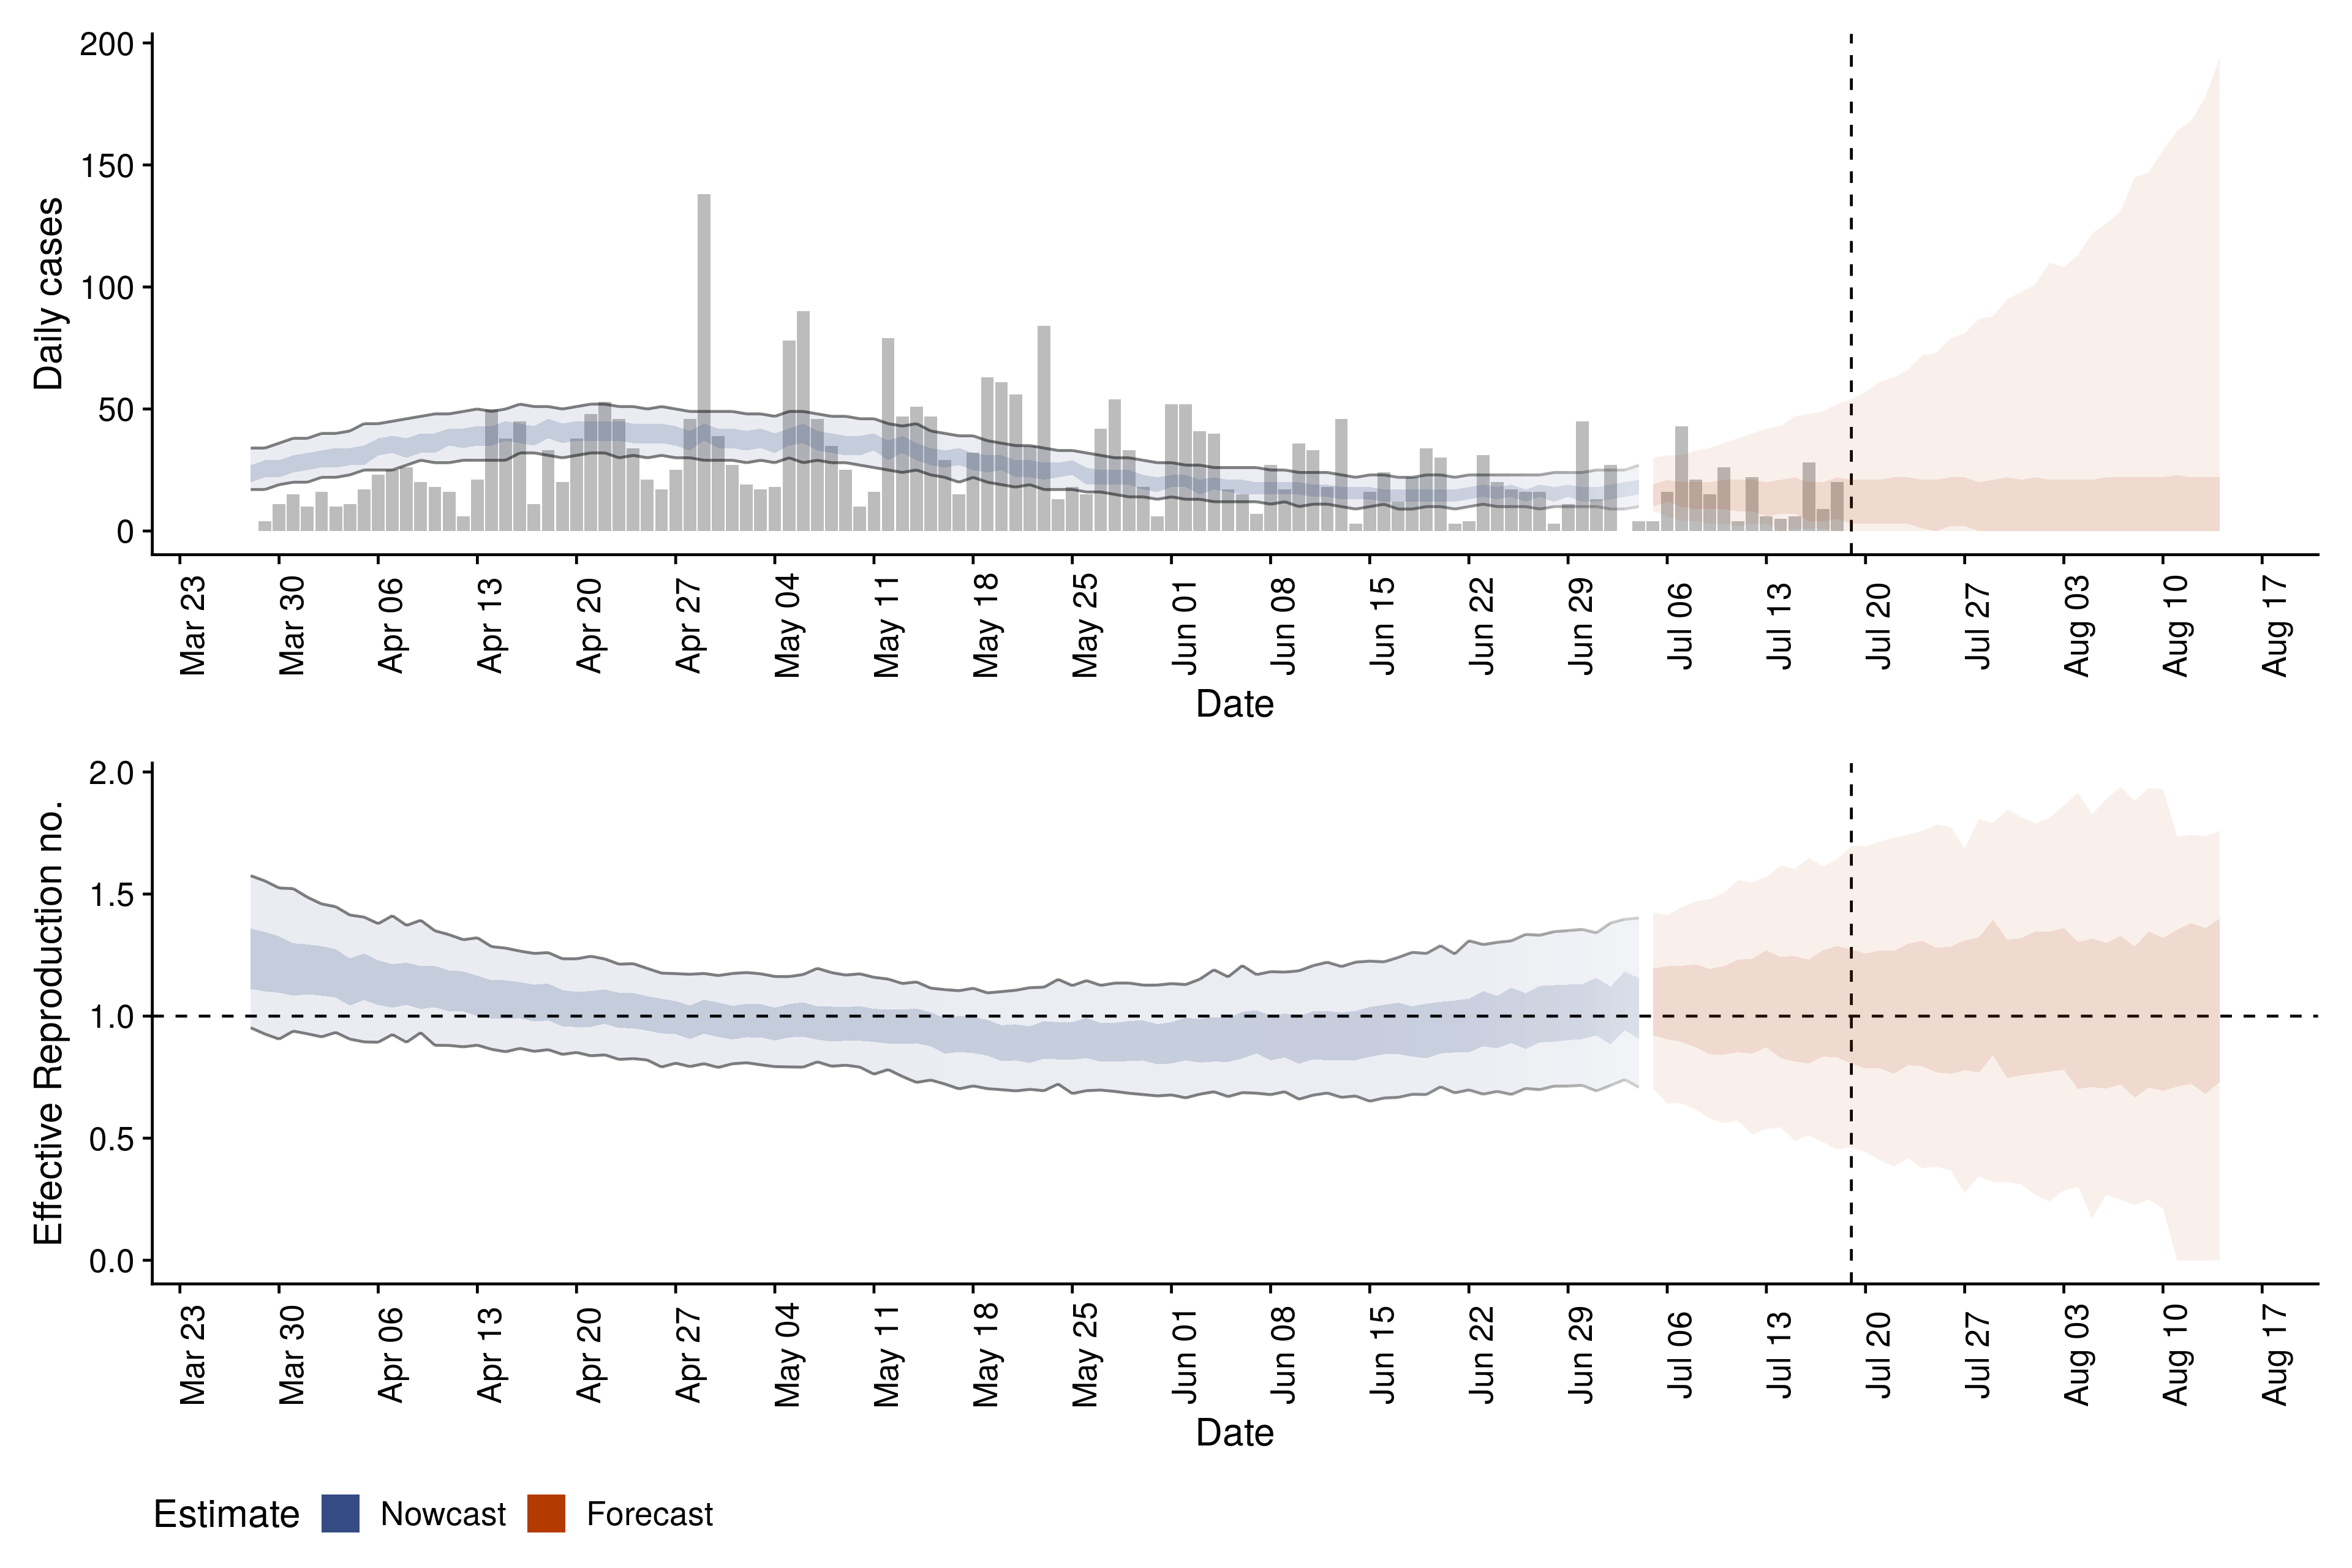 Daily cases
200
150
100
50
0
Mar 23
Mar 30
Apr 06
Apr 13
Apr 20
Apr 27
May 04
May 11
May 18
May 25
Jun 01
Jun 08
Jun 15
Jun 22
Jun 29
Jul 06
Jul 13
Jul 20
Jul 27
Aug 03
Aug 10
Aug 17
Date
Effective Reproduction no.
2.0
1.5
1.0
0.5
0.0
Mar 23
Mar 30
Apr 06
Apr 13
Apr 20
Apr 27
May 04
May 11
May 18
May 25
Jun 01
Jun 08
Jun 15
Jun 22
Jun 29
Jul 06
Jul 13
Jul 20
Jul 27
Aug 03
Aug 10
Aug 17
Date
Estimate Nowcast Forecast